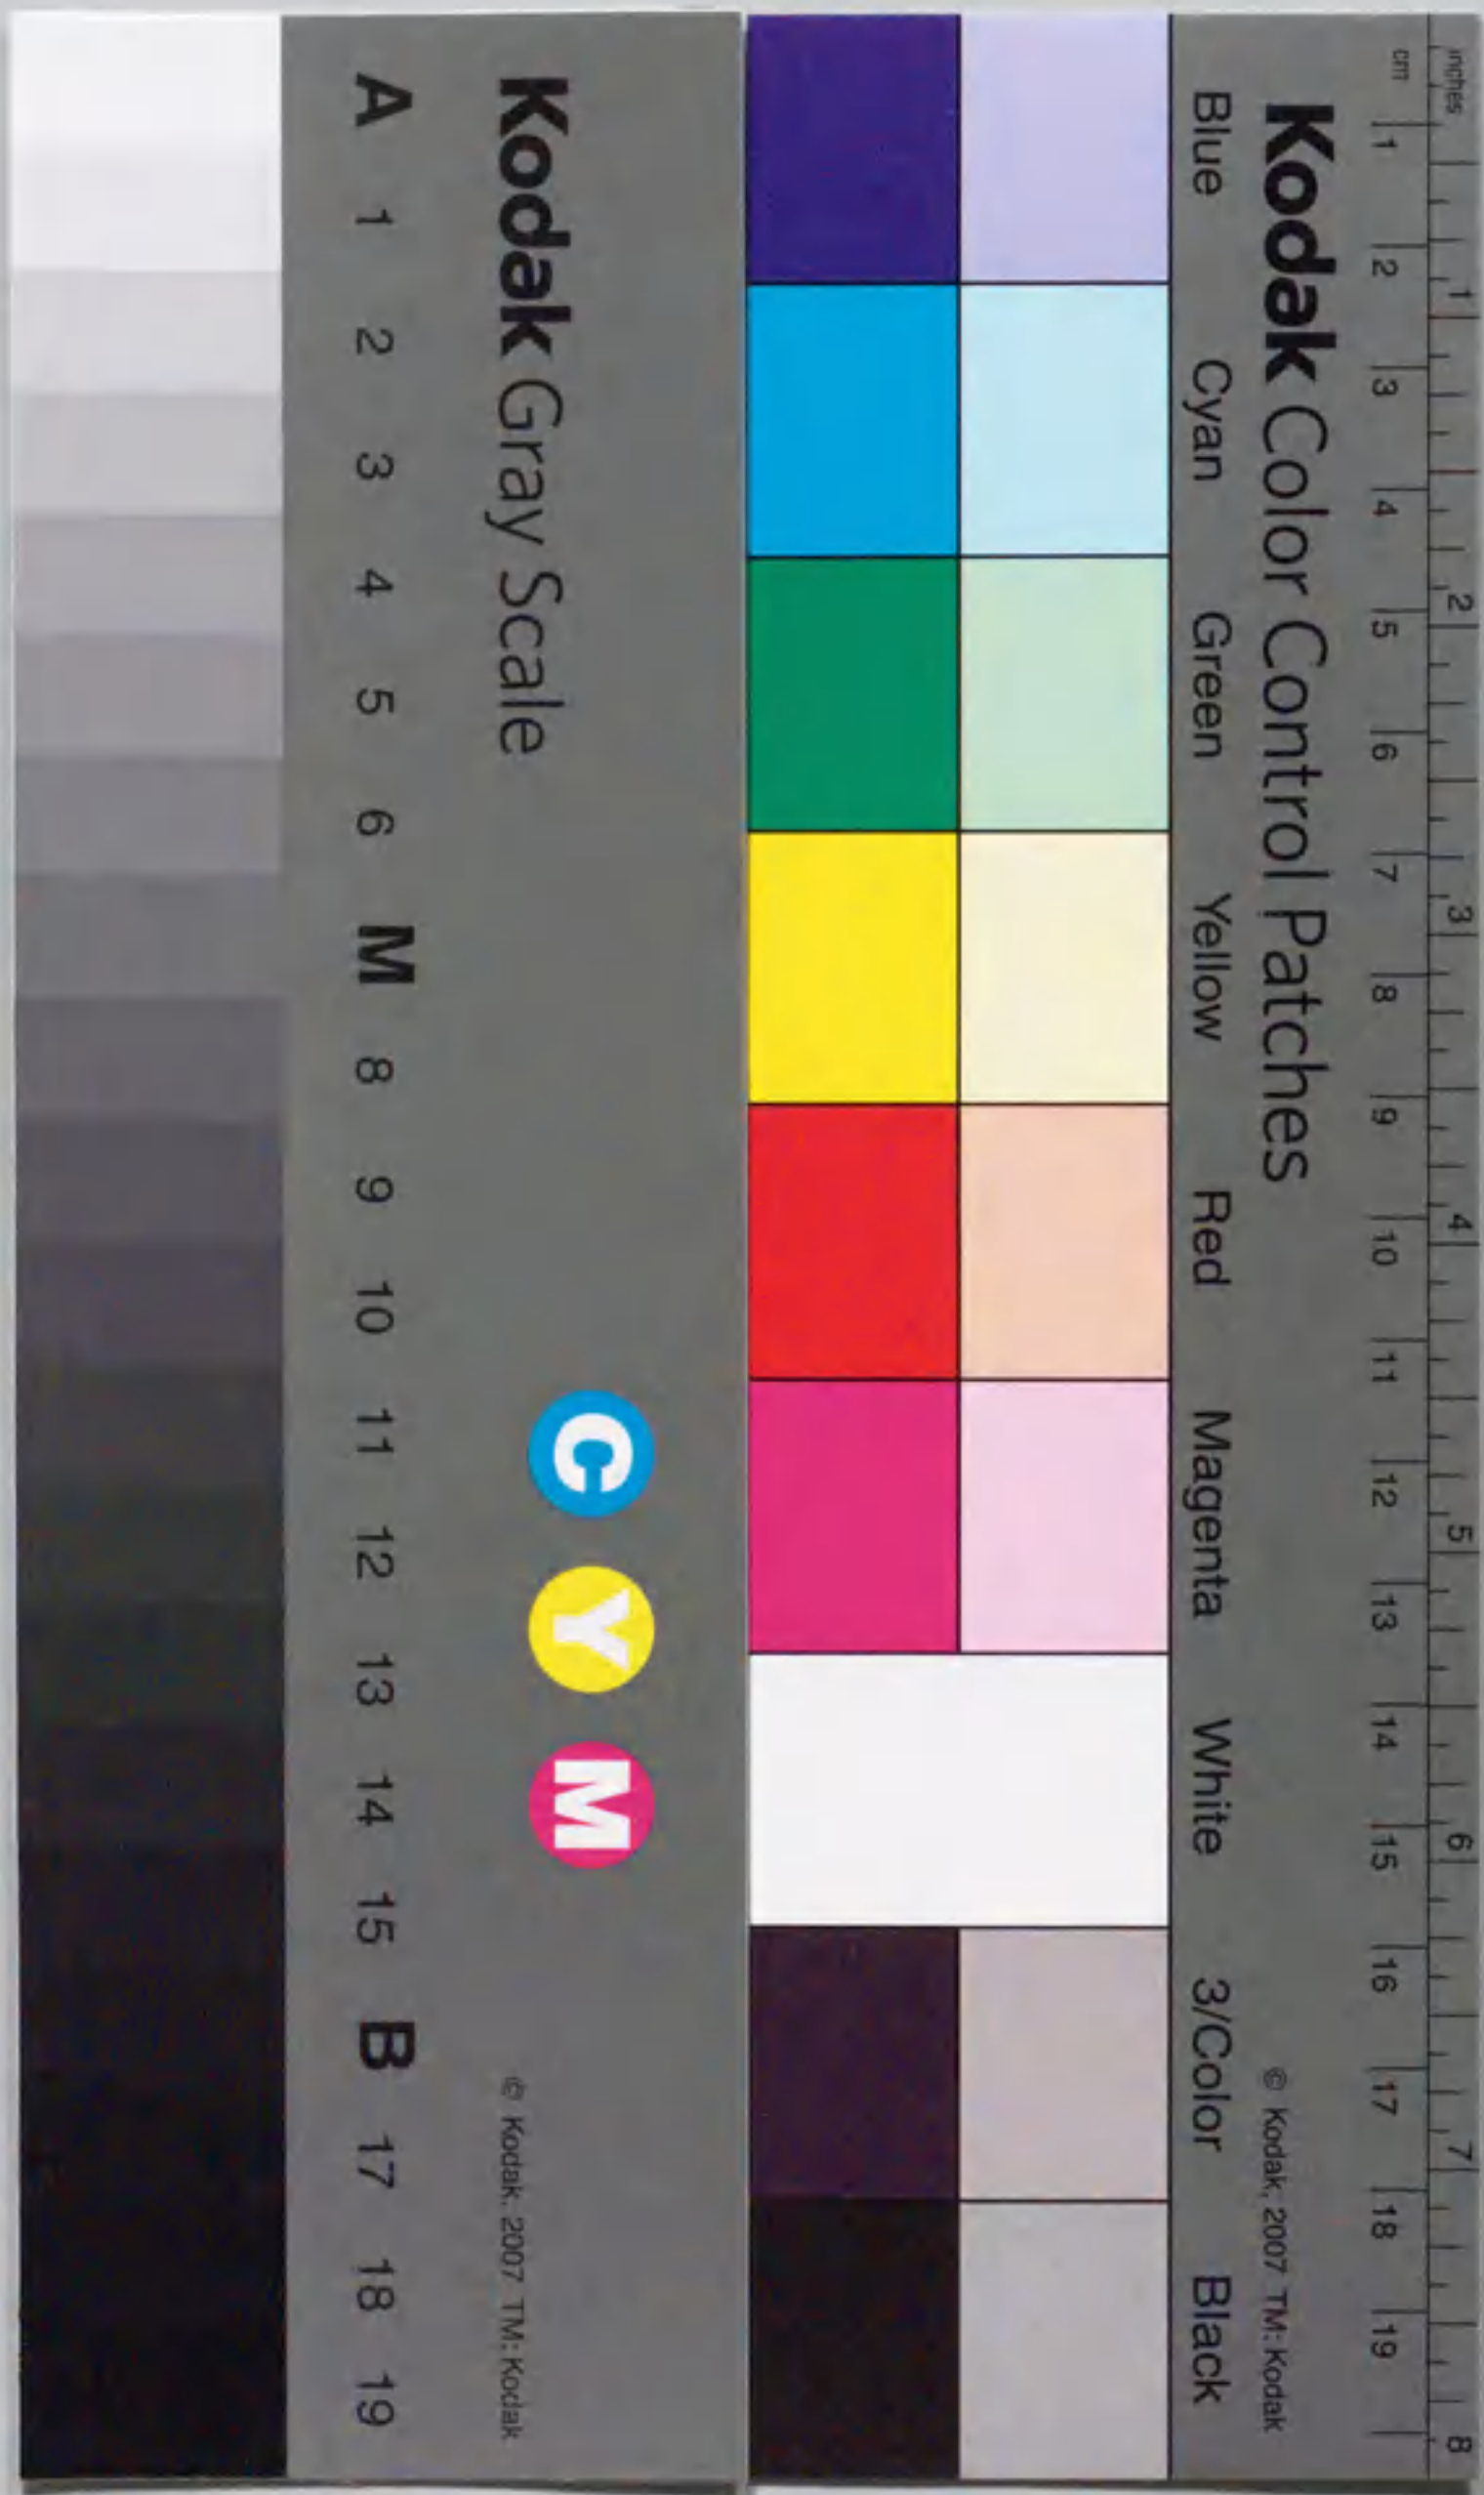 inches
1 2 3 4 5 6 7 8
cm
1 2 3 4 5 6 7 8 9 10 11 12 13 14 15 16 17 18 19
Kodak Color Control Patches
© Kodak, 2007 TM: Kodak
Blue Cyan Green Yellow Red Magenta White 3/Color Black
Kodak Gray Scale
C Y M
© Kodak, 2007 TM: Kodak
A 1 2 3 4 5 6 M 8 9 10 11 12 13 14 15 B 17 18 19